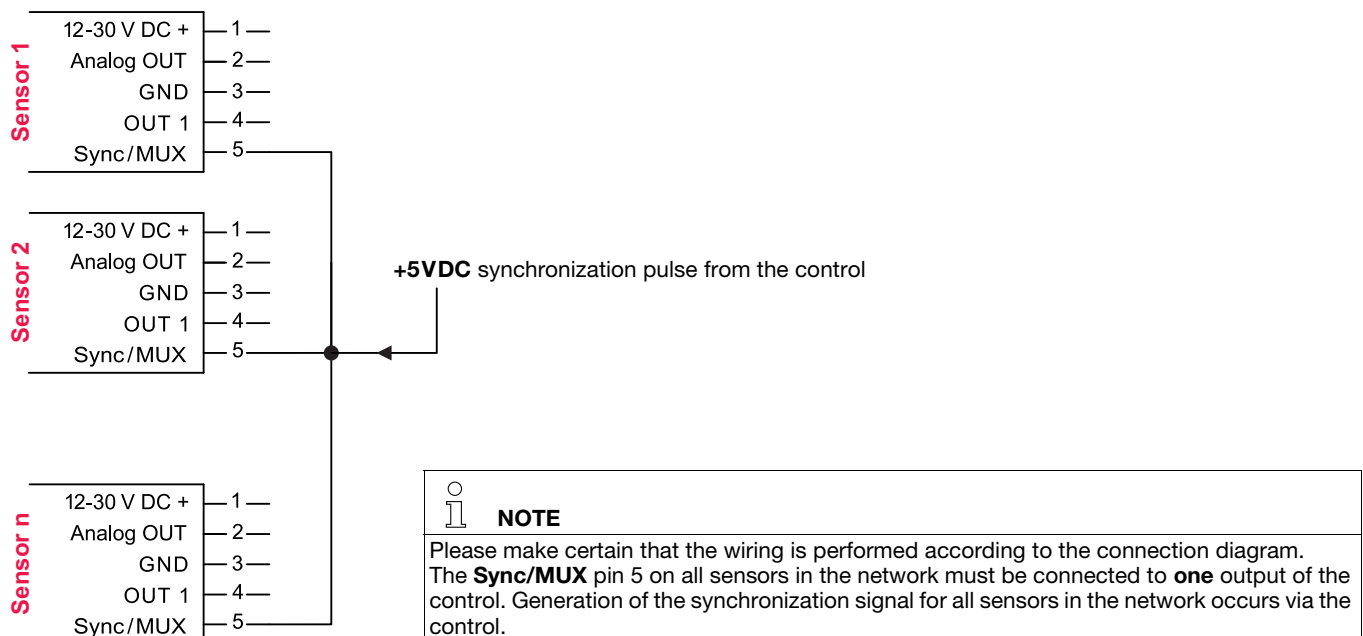 Sensor 1
12-30 V DC + 1
Analog OUT 2
GND 3
OUT 1 4
Sync/MUX 5
Sensor 2
12-30 V DC + 1
Analog OUT 2
GND 3
OUT 1 4
Sync/MUX 5
+5VDC synchronization pulse from the control
Sensor n
12-30 V DC + 1
Analog OUT 2
GND 3
OUT 1 4
Sync/MUX 5
NOTE
Please make certain that the wiring is performed according to the connection diagram.
The Sync/MUX pin 5 on all sensors in the network must be connected to one output of the
control. Generation of the synchronization signal for all sensors in the network occurs via the
control.